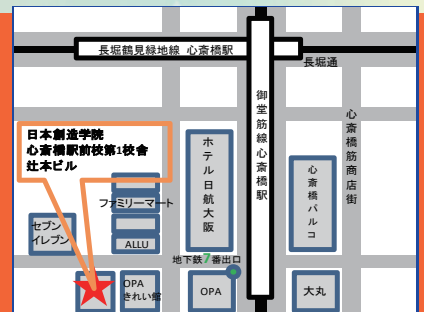 長堀鶴見緑地線 心斎橋駅
長堀通
御堂筋線心斎橋駅
心斎橋筋商店街
日本創造学院
心斎橋駅前校第1校舎
辻本ビル
ホテル日航大阪
心斎橋パルコ
ファミリーマート
セブン
イレブン
ALLU
地下鉄7番出口
OPA
きれい館
OPA
大丸